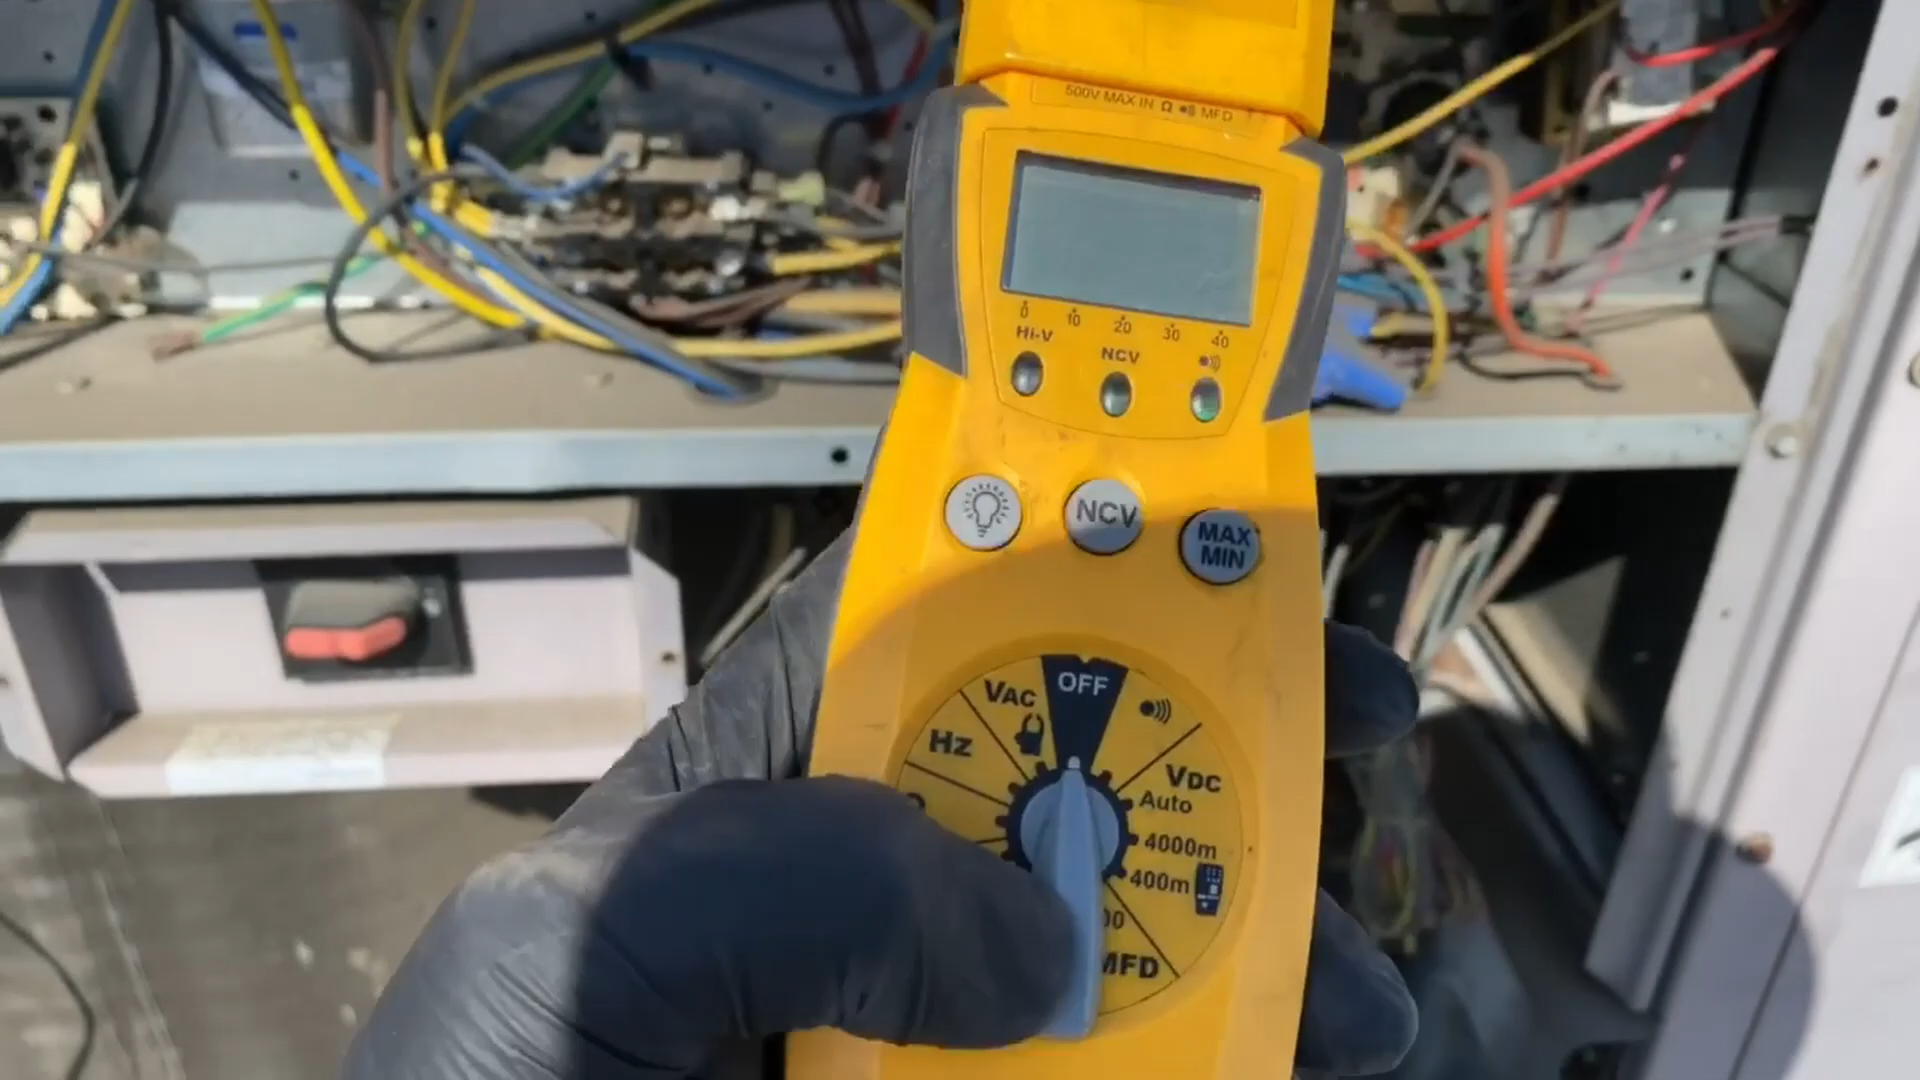 500V MAX IN Ω MFD
0 10 20 30 40
Hi-V
NCV
NCV
MAX
MIN
OFF
VAC
Hz
VDC
Auto
4000m
400m
MFD